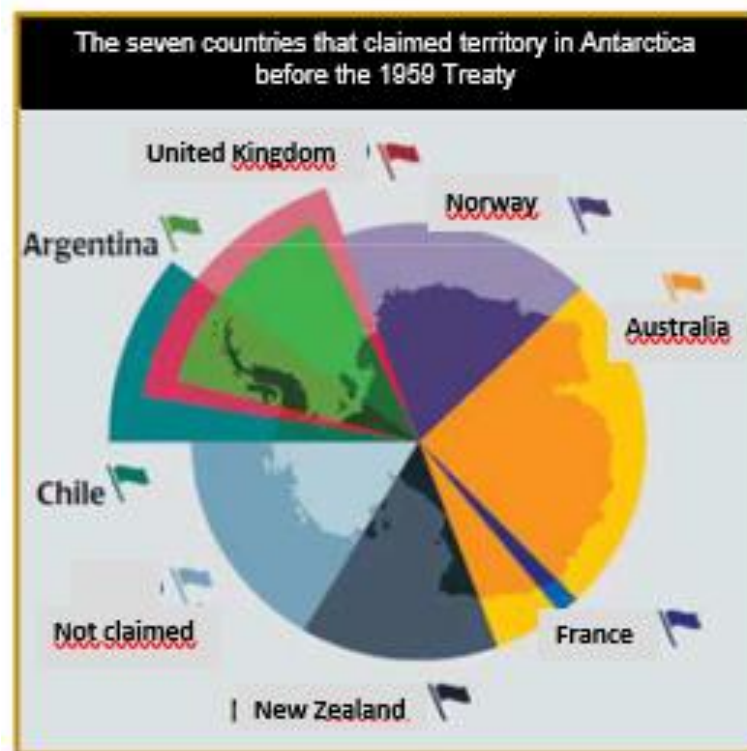 The seven countries that claimed territory in Antarctica
before the 1959 Treaty
United Kingdom
Norway
Argentina
Australia
Chile
Not claimed
France
New Zealand